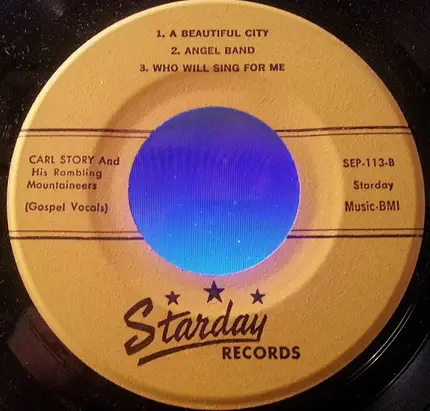 1. A BEAUTIFUL CITY
2. ANGEL BAND
3. WHO WILL SING FOR ME
CARL STORY And
His Rambling
Mountaineers
(Gospel Vocals)
SEP-113-B
Starday
Music-BMI
Starday
RECORDS